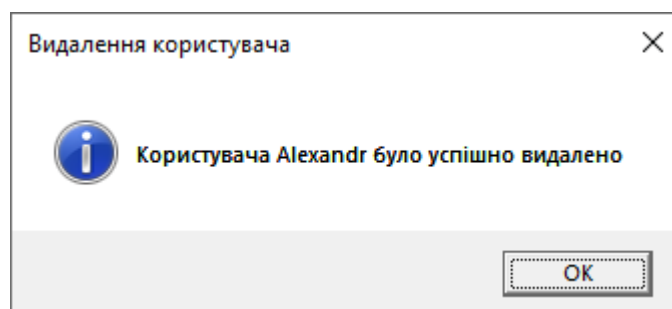 Видалення користувача
Користувача Alexandr було успішно видалено
OK